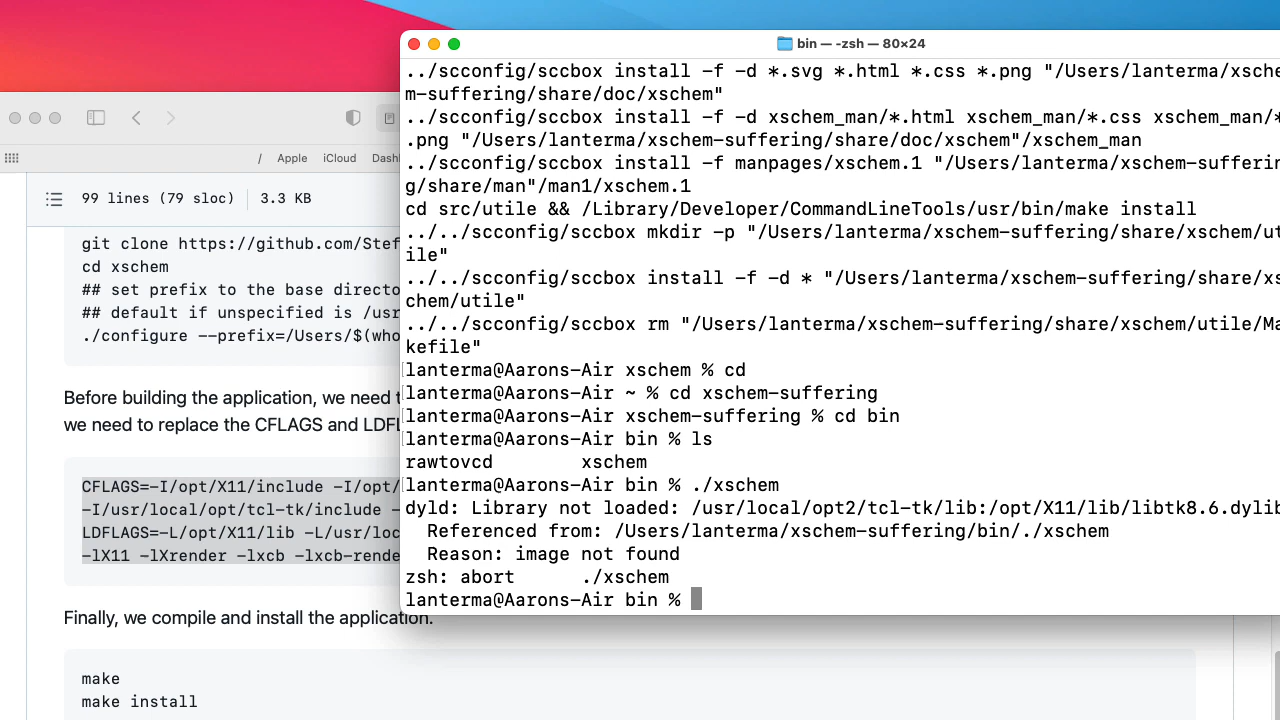 bin — -zsh — 80×24
../scconfig/sccbox install -f -d *.svg *.html *.css *.png "/Users/lanterma/xsche
m-suffering/share/doc/xschem"
../scconfig/sccbox install -f -d xschem_man/*.html xschem_man/*.css xschem_man/*
.png "/Users/lanterma/xschem-suffering/share/doc/xschem"/xschem_man
../scconfig/sccbox install -f manpages/xschem.1 "/Users/lanterma/xschem-sufferin
g/share/man"/man1/xschem.1
cd src/utile && /Library/Developer/CommandLineTools/usr/bin/make install
../../scconfig/sccbox mkdir -p "/Users/lanterma/xschem-suffering/share/xschem/ut
ile"
../../scconfig/sccbox install -f -d * "/Users/lanterma/xschem-suffering/share/xs
chem/utile"
../../scconfig/sccbox rm "/Users/lanterma/xschem-suffering/share/xschem/utile/Ma
kefile"
lanterma@Aarons-Air xschem % cd
lanterma@Aarons-Air ~ % cd xschem-suffering
lanterma@Aarons-Air xschem-suffering % cd bin
lanterma@Aarons-Air bin % ls
rawtovcd xschem
lanterma@Aarons-Air bin % ./xschem
dyld: Library not loaded: /usr/local/opt2/tcl-tk/lib:/opt/X11/lib/libtk8.6.dylib
Referenced from: /Users/lanterma/xschem-suffering/bin/./xschem
Reason: image not found
zsh: abort ./xschem
lanterma@Aarons-Air bin %
/ Apple iCloud Dash
99 lines (79 sloc) 3.3 KB
git clone https://github.com/Stef
cd xschem
## set prefix to the base directo
## default if unspecified is /usr
./configure --prefix=/Users/$(who
Before building the application, we need t
we need to replace the CFLAGS and LDFL
CFLAGS=-I/opt/X11/include -I/opt/
-I/usr/local/opt/tcl-tk/include -
LDFLAGS=-L/opt/X11/lib -L/usr/loc
-lX11 -lXrender -lxcb -lxcb-rende
Finally, we compile and install the application.
make
make install